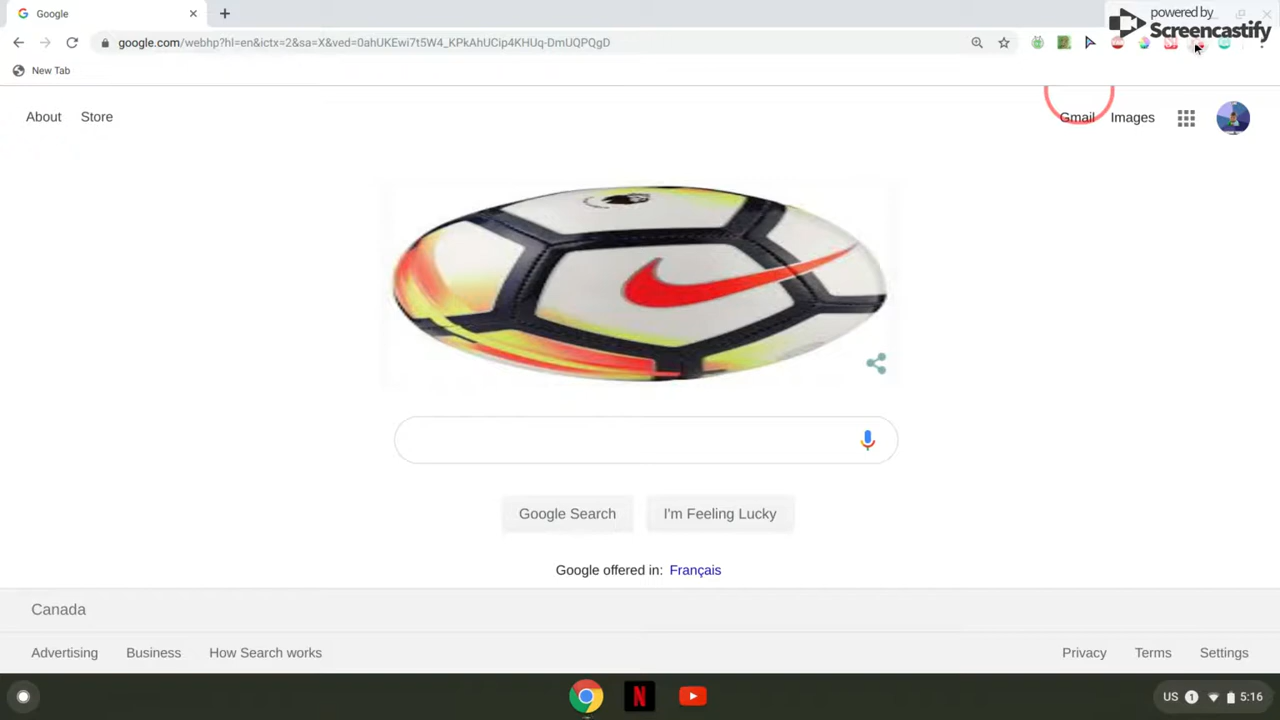 Google
powered by
Screencastify
google.com/webhp?hl=en&ictx=2&sa=X&ved=0ahUKEwi7t5W4_KPkAhUCip4KHUq-DmUQPQgD
New Tab
About Store
Gmail Images
Google Search I'm Feeling Lucky
Google offered in: Français
Canada
Advertising Business How Search works
Privacy Terms Settings
US 1 5:16